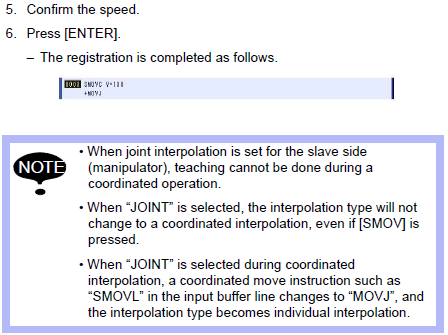 5. Confirm the speed.
6. Press [ENTER].
– The registration is completed as follows.
0002 SMOVC V=100
+MOVJ
NOTE
• When joint interpolation is set for the slave side
(manipulator), teaching cannot be done during a
coordinated operation.
• When “JOINT” is selected, the interpolation type will not
change to a coordinated interpolation, even if [SMOV] is
pressed.
• When “JOINT” is selected during coordinated
interpolation, a coordinated move instruction such as
“SMOVL” in the input buffer line changes to “MOVJ”, and
the interpolation type becomes individual interpolation.